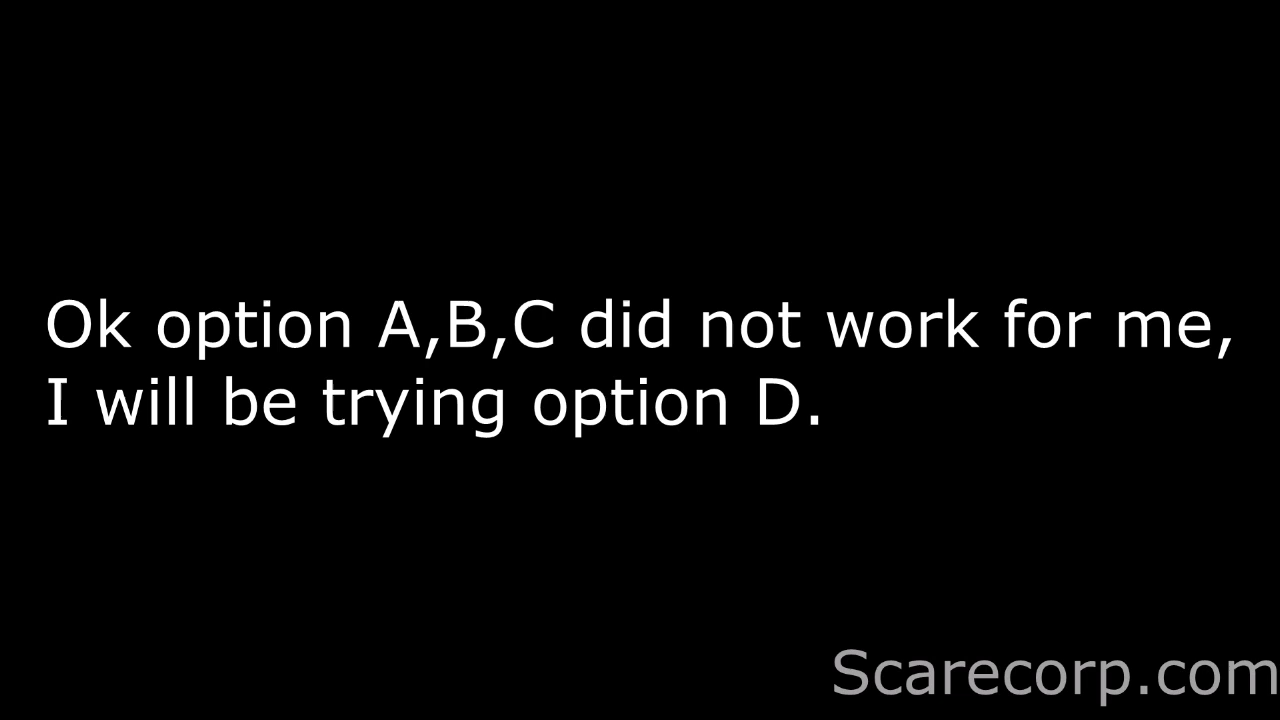 Ok option A,B,C did not work for me,
I will be trying option D.
Scarecorp.com